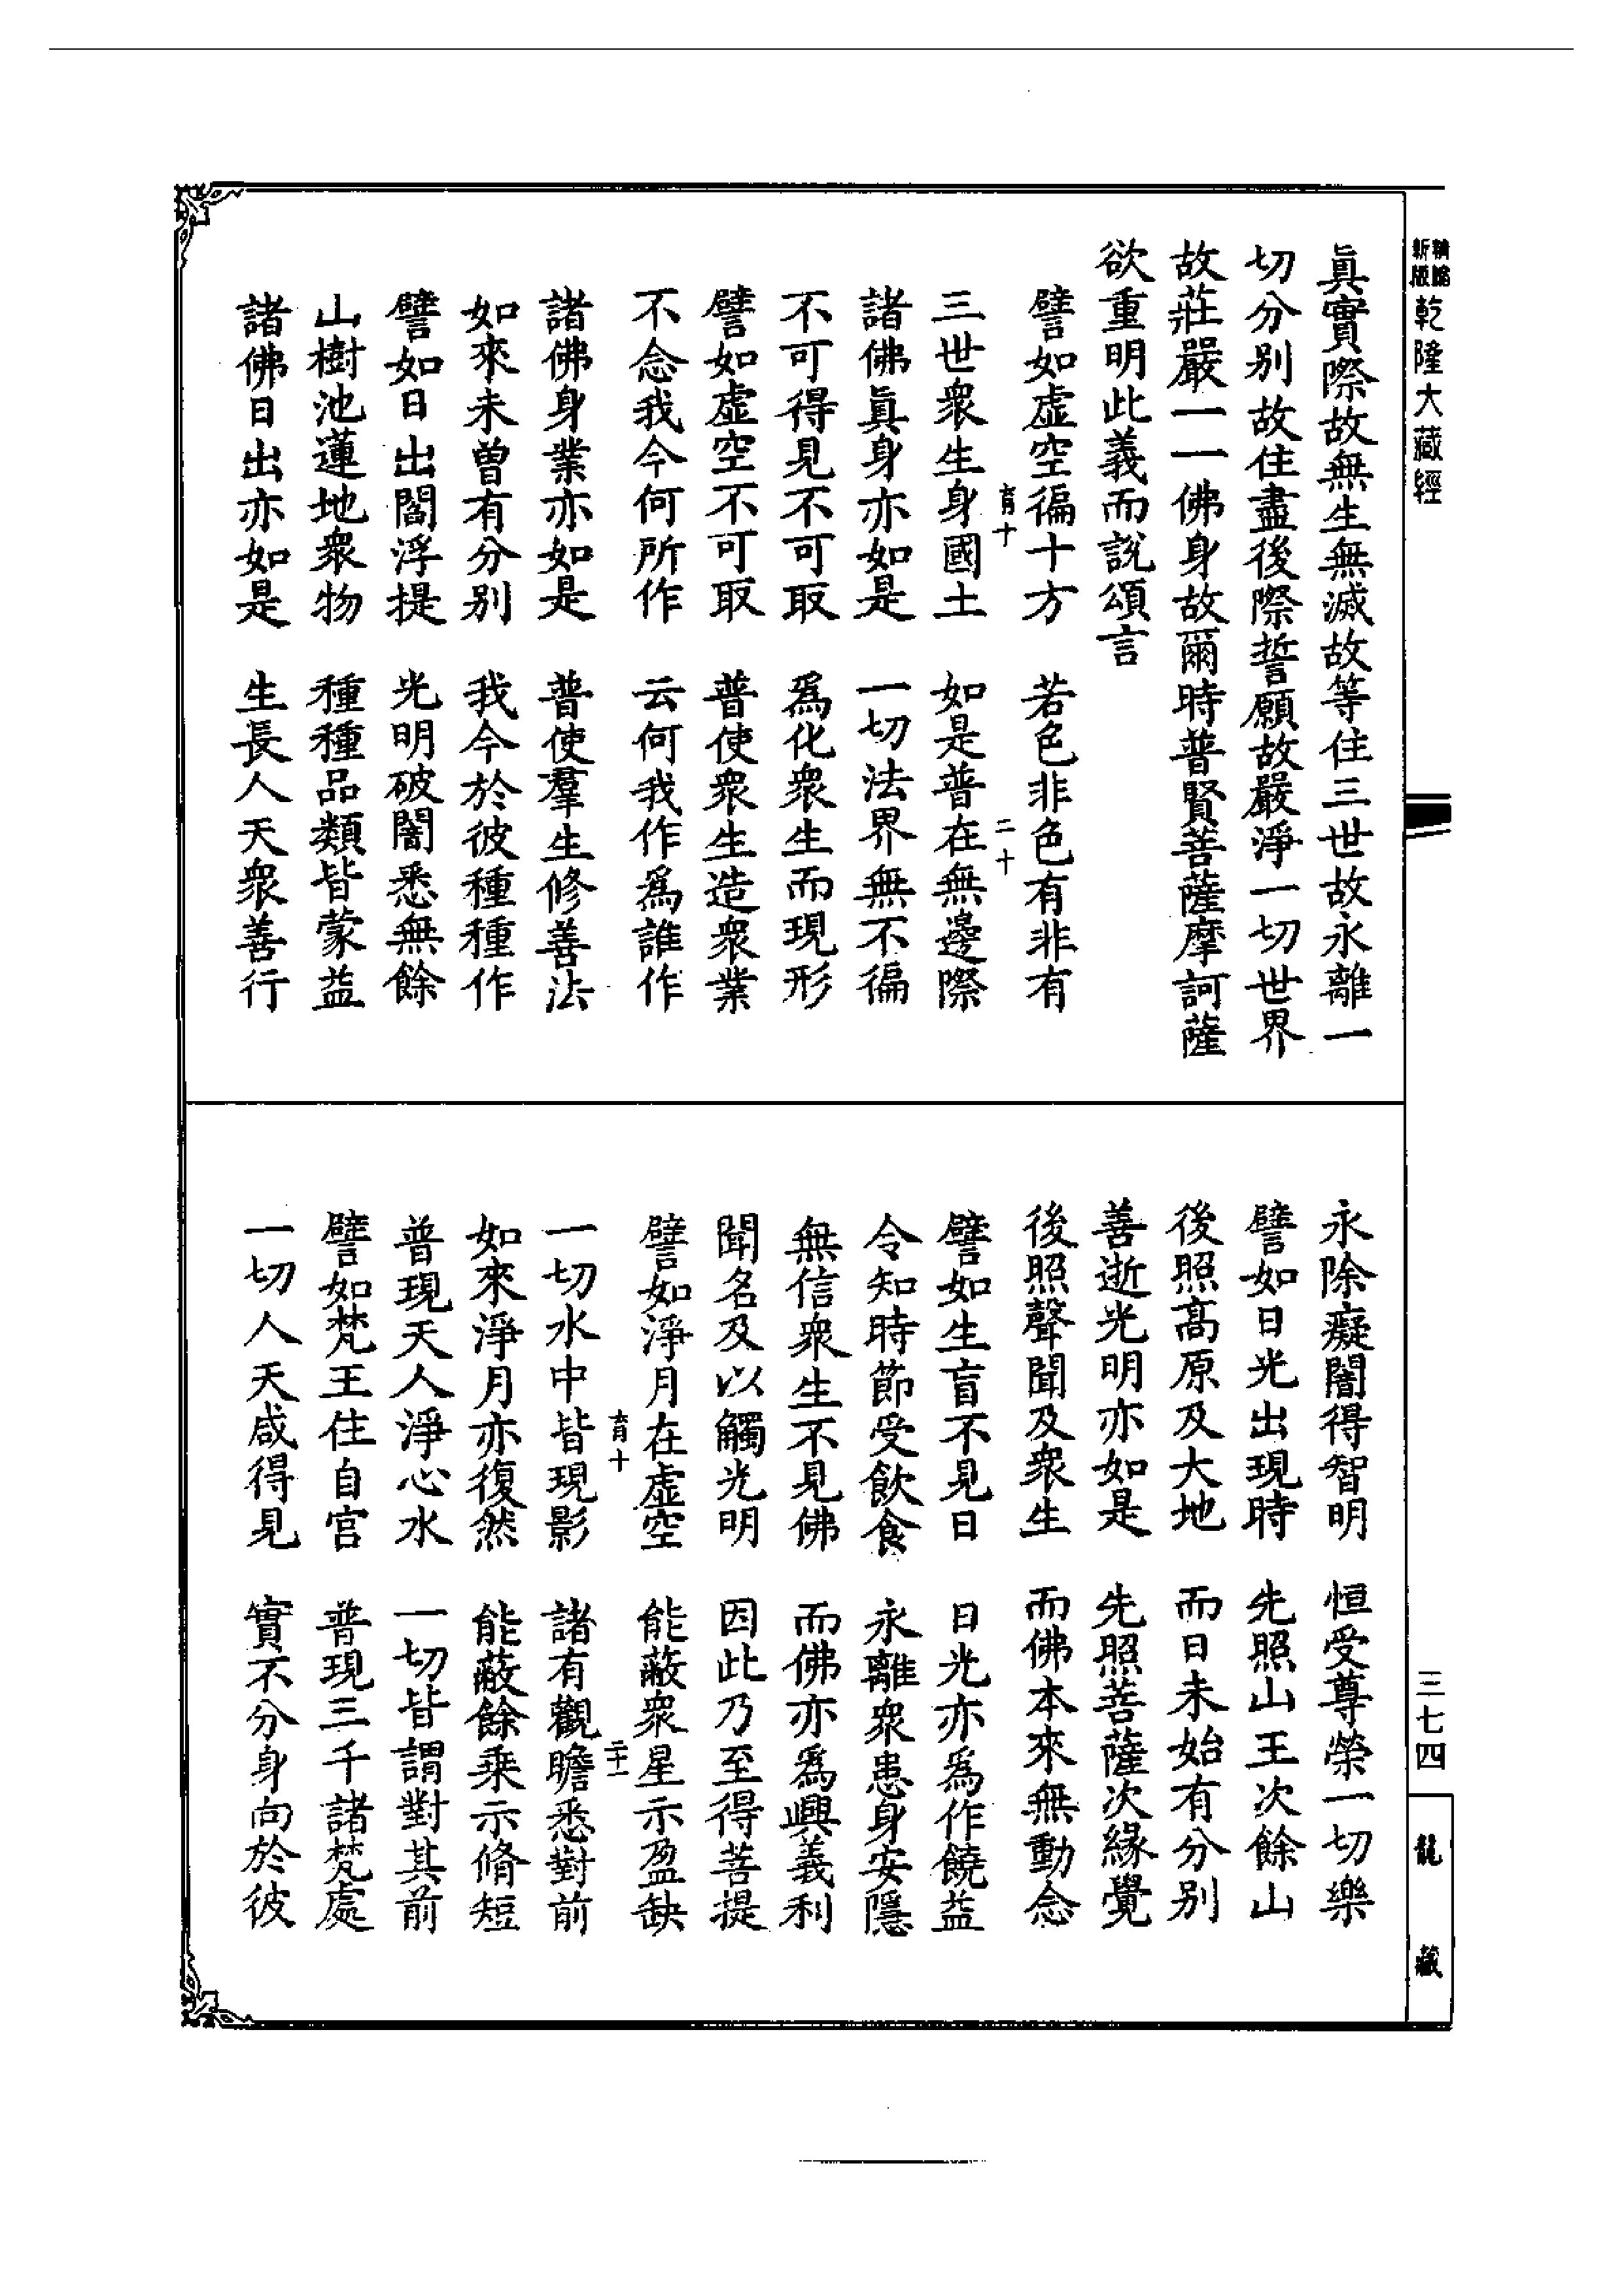 精縮新版乾隆大藏經
眞實際故無生無滅故等住三世故永離一
切分别故住盡後際誓願故嚴淨一切世界
故莊嚴一一佛身故爾時普賢菩薩摩訶薩
欲重明此義而說頌言
譬如虛空徧十方　若色非色有非有
育十　二十
三世衆生身國土　如是普在無邊際
諸佛眞身亦如是　一切法界無不徧
不可得見不可取　爲化衆生而現形
譬如虛空不可取　普使衆生造衆業
不念我今何所作　云何我作爲誰作
諸佛身業亦如是　普使羣生修善法
如來未曾有分别　我今於彼種種作
譬如日出閻浮提　光明破闇悉無餘
山樹池蓮地衆物　種種品類皆蒙益
諸佛日出亦如是　生長人天衆善行
永除癡闇得智明　恒受尊榮一切樂
譬如日光出現時　先照山王次餘山
後照髙原及大地　而日未始有分别
善逝光明亦如是　先照菩薩次緣覺
後照聲聞及衆生　而佛本來無動念
譬如生盲不見日　日光亦爲作饒益
令知時節受飲食　永離衆患身安隱
無信衆生不見佛　而佛亦爲興義利
聞名及以觸光明　因此乃至得菩提
譬如淨月在虛空　能蔽衆星示盈缺
育十　二十一
一切水中皆現影　諸有觀瞻悉對前
如來淨月亦復然　能蔽餘乘示脩短
普現天人淨心水　一切皆謂對其前
譬如梵王住自宫　普現三千諸梵處
一切人天咸得見　實不分身向於彼
三七四
龍藏